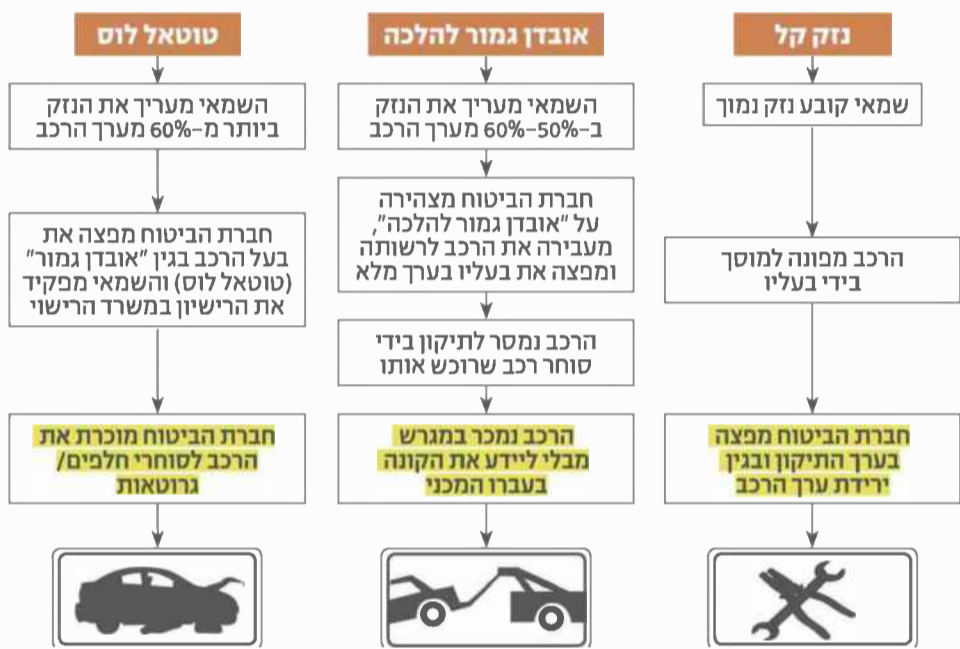 נזק קל
שמאי קובע נזק נמוך
הרכב מפונה למוסך
בידי בעליו
חברת הביטוח מפצה
בערך התיקון ובגין
ירידת ערך הרכב
אובדן גמור להלכה
השמאי מעריך את הנזק
ב-50%-60% מערך הרכב
חברת הביטוח מצהירה
על "אובדן גמור להלכה",
מעבירה את הרכב לרשותה
ומפצה את בעליו בערך מלא
הרכב נמסר לתיקון בידי
סוחר רכב שרוכש אותו
הרכב נמכר במגרש
מבלי ליידע את הקונה
בעברו המכני
טוטאל לוס
השמאי מעריך את הנזק
ביותר מ-60% מערך הרכב
חברת הביטוח מפצה את
בעל הרכב בגין "אובדן גמור"
(טוטאל לוס) והשמאי מפקיד
את הרישיון במשרד הרישוי
חברת הביטוח מוכרת את
הרכב לסוחרי חלפים/
גרוטאות